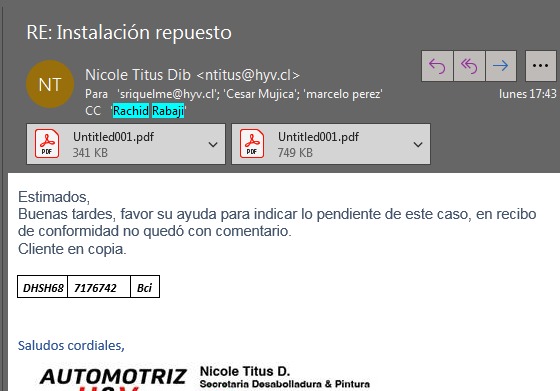 RE: Instalación repuesto
NT
Nicole Titus Dib <ntitus@hyv.cl>
Para 'sriquelme@hyv.cl'; 'Cesar Mujica'; 'marcelo perez'
lunes 17:43
CC 'Rachid Rabaji'
Untitled001.pdf
341 KB
Untitled001.pdf
749 KB
Estimados,
Buenas tardes, favor su ayuda para indicar lo pendiente de este caso, en recibo
de conformidad no quedó con comentario.
Cliente en copia.
DHSH68 7176742 Bci
Saludos cordiales,
AUTOMOTRIZ
Nicole Titus D.
Secretaria Desabolladura & Pintura